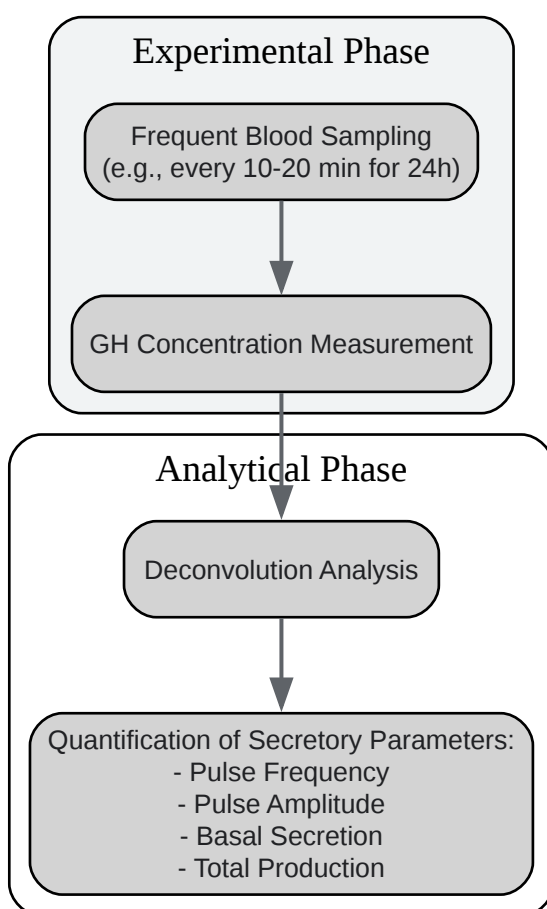 Experimental Phase
Frequent Blood Sampling
(e.g., every 10-20 min for 24h)
GH Concentration Measurement
Analytical Phase
Deconvolution Analysis
Quantification of Secretory Parameters:
- Pulse Frequency
- Pulse Amplitude
- Basal Secretion
- Total Production